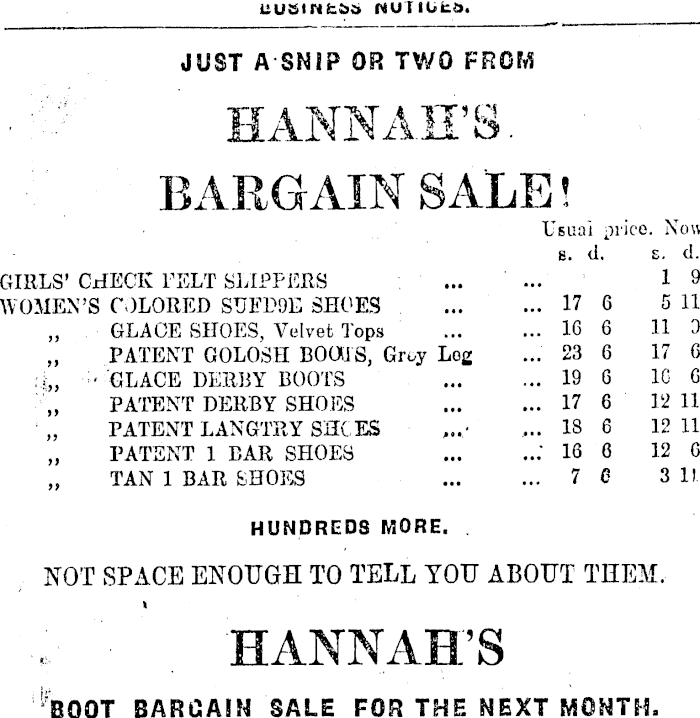 BUSINESS NOTICES.
JUST A SNIP OR TWO FROM
HANNAH'S
BARGAIN SALE!
Usual price. Now
s. d. s. d.
GIRLS' CHECK FELT SLIPPERS ... ... 1 9
WOMEN'S COLORED SUFD9E SHOES ... ... 17 6 5 11
,, GLACE SHOES, Velvet Tops ... ... 16 6 11
,, PATENT GOLOSH BOOTS, Grey Leg ... 23 6 17 6
,, GLACE DERBY BOOTS ... ... 19 6 16 6
,, PATENT DERBY SHOES ... ... 17 6 12 11
,, PATENT LANGTRY SHOES ... ... 18 6 12 11
,, PATENT 1 BAR SHOES ... ... 16 6 12 6
,, TAN 1 BAR SHOES ... ... 7 6 3 11
HUNDREDS MORE.
NOT SPACE ENOUGH TO TELL YOU ABOUT THEM.
HANNAH'S
BOOT BARGAIN SALE FOR THE NEXT MONTH.